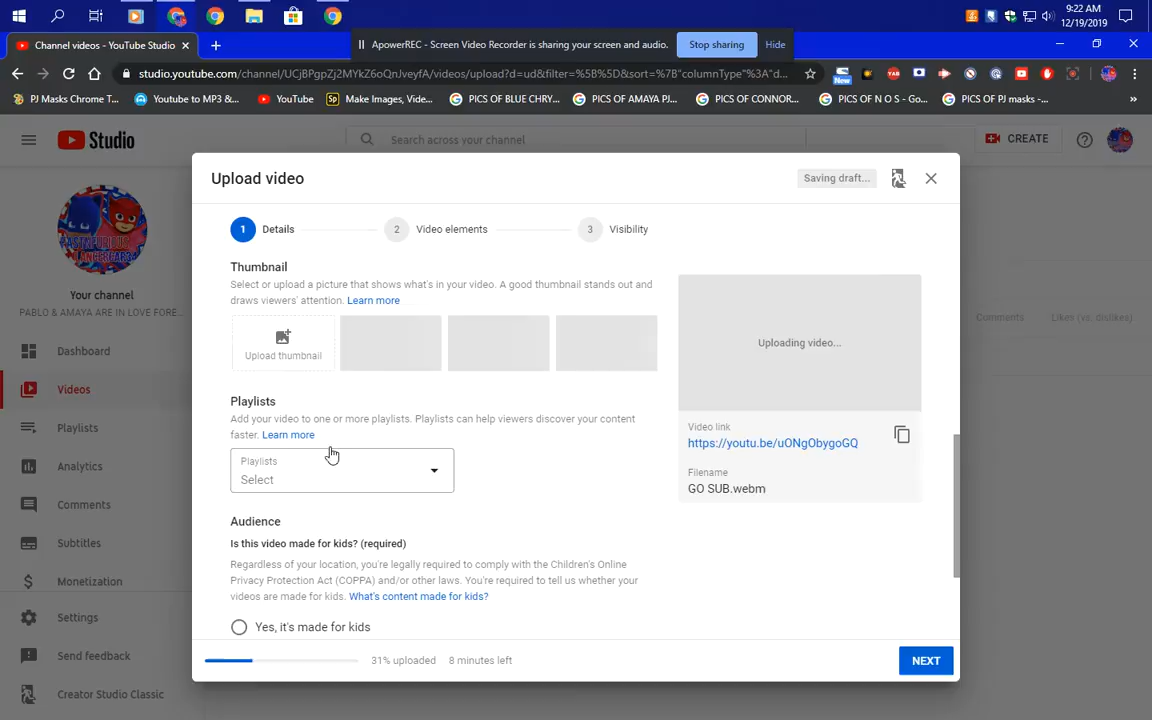 9:22 AM
12/19/2019
Channel videos - YouTube Studio
ApowerREC - Screen Video Recorder is sharing your screen and audio.
Stop sharing
Hide
studio.youtube.com/channel/UCjBPgpZj2MYkZ6oQnJveyfA/videos/upload?d=ud&filter=%5B%5D&sort=%7B"columnType"%3A"d...
New
PJ Masks Chrome T...
Youtube to MP3 &...
YouTube
Sp
Make Images, Vide...
PICS OF BLUE CHRY...
PICS OF AMAYA PJ...
PICS OF CONNOR...
PICS OF N O S - Go...
PICS OF PJ masks -...
Studio
Search across your channel
CREATE
Upload video
Saving draft...
1 Details
2 Video elements
3 Visibility
Your channel
PABLO & AMAYA ARE IN LOVE FORE...
Dashboard
Videos
Playlists
Analytics
Comments
Subtitles
Monetization
Settings
Send feedback
Creator Studio Classic
Thumbnail
Select or upload a picture that shows what's in your video. A good thumbnail stands out and
draws viewers' attention. Learn more
Upload thumbnail
Playlists
Add your video to one or more playlists. Playlists can help viewers discover your content
faster. Learn more
Playlists
Select
Audience
Is this video made for kids? (required)
Regardless of your location, you're legally required to comply with the Children's Online
Privacy Protection Act (COPPA) and/or other laws. You're required to tell us whether your
videos are made for kids. What's content made for kids?
Yes, it's made for kids
Uploading video...
Video link
https://youtu.be/uONgObygoGQ
Filename
GO SUB.webm
Comments
Likes (vs. dislikes)
31% uploaded
8 minutes left
NEXT